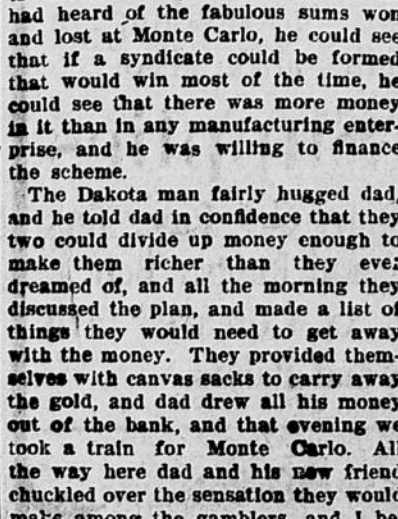 had heard of the fabulous sums won
and lost at Monte Carlo, he could see
that if a syndicate could be formed
that would win most of the time, he
could see that there was more money
in it than in any manufacturing enter-
prise, and he was willing to finance
the scheme.
The Dakota man fairly hugged dad,
and he told dad in confidence that they
two could divide up money enough to
make them richer than they ever
dreamed of, and all the morning they
discussed the plan, and made a list of
things they would need to get away
with the money. They provided them-
selves with canvas sacks to carry away
the gold, and dad drew all his money
out of the bank, and that evening we
took a train for Monte Carlo. All
the way here dad and his new friend
chuckled over the sensation they would
make among the gamblers, and I be